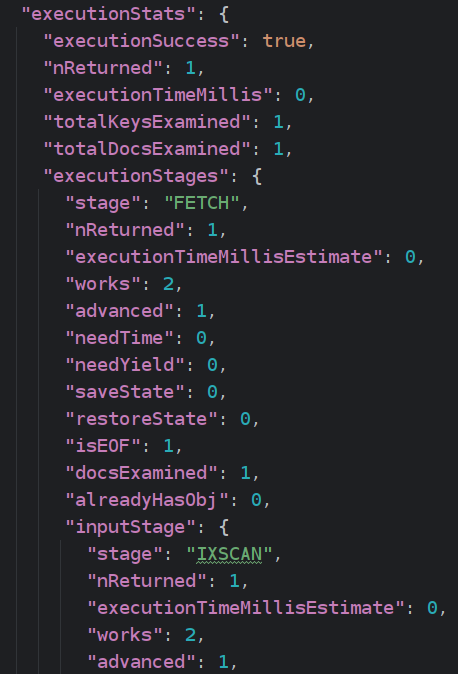 "executionStats": {
"executionSuccess": true,
"nReturned": 1,
"executionTimeMillis": 0,
"totalKeysExamined": 1,
"totalDocsExamined": 1,
"executionStages": {
"stage": "FETCH",
"nReturned": 1,
"executionTimeMillisEstimate": 0,
"works": 2,
"advanced": 1,
"needTime": 0,
"needYield": 0,
"saveState": 0,
"restoreState": 0,
"isEOF": 1,
"docsExamined": 1,
"alreadyHasObj": 0,
"inputStage": {
"stage": "IXSCAN",
"nReturned": 1,
"executionTimeMillisEstimate": 0,
"works": 2,
"advanced": 1,